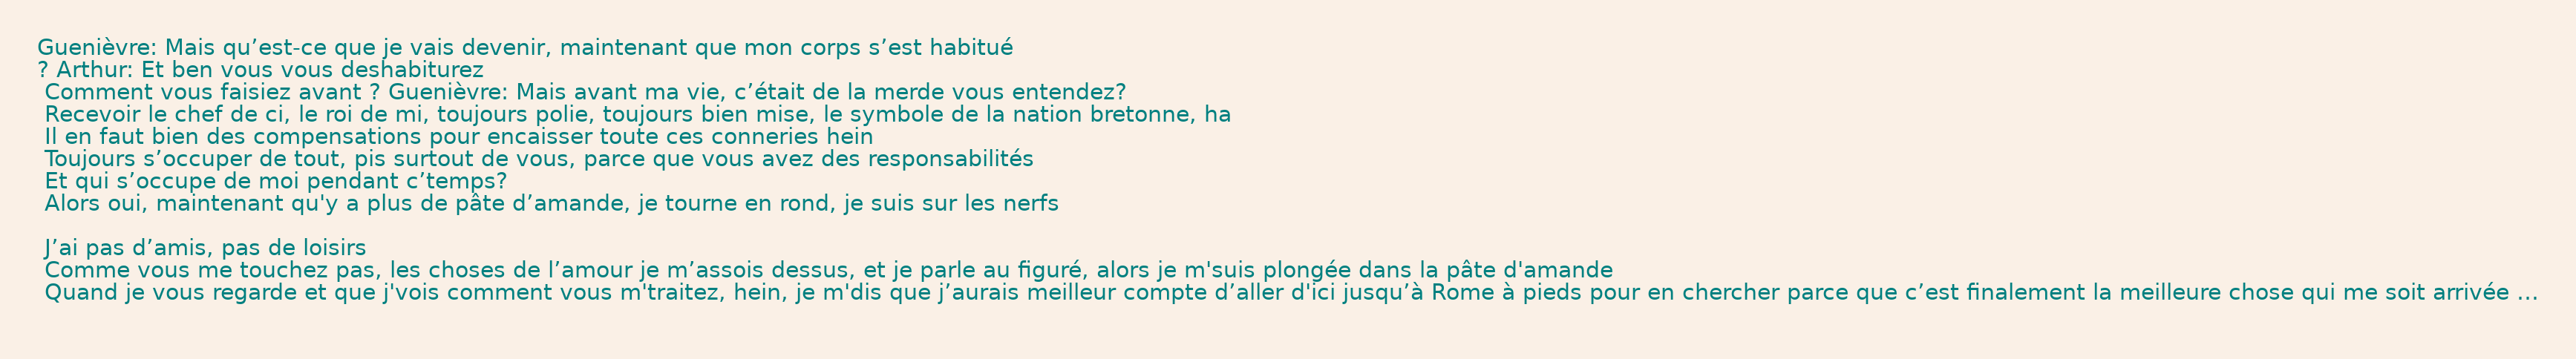 Guenièvre: Mais qu’est-ce que je vais devenir, maintenant que mon corps s’est habitué
? Arthur: Et ben vous vous deshabiturez
Comment vous faisiez avant ? Guenièvre: Mais avant ma vie, c’était de la merde vous entendez?
Recevoir le chef de ci, le roi de mi, toujours polie, toujours bien mise, le symbole de la nation bretonne, ha
Il en faut bien des compensations pour encaisser toute ces conneries hein
Toujours s’occuper de tout, pis surtout de vous, parce que vous avez des responsabilités
Et qui s’occupe de moi pendant c’temps?
Alors oui, maintenant qu'y a plus de pâte d’amande, je tourne en rond, je suis sur les nerfs
J’ai pas d’amis, pas de loisirs
Comme vous me touchez pas, les choses de l’amour je m’assois dessus, et je parle au figuré, alors je m'suis plongée dans la pâte d'amande
Quand je vous regarde et que j'vois comment vous m'traitez, hein, je m'dis que j’aurais meilleur compte d’aller d'ici jusqu’à Rome à pieds pour en chercher parce que c’est finalement la meilleure chose qui me soit arrivée …